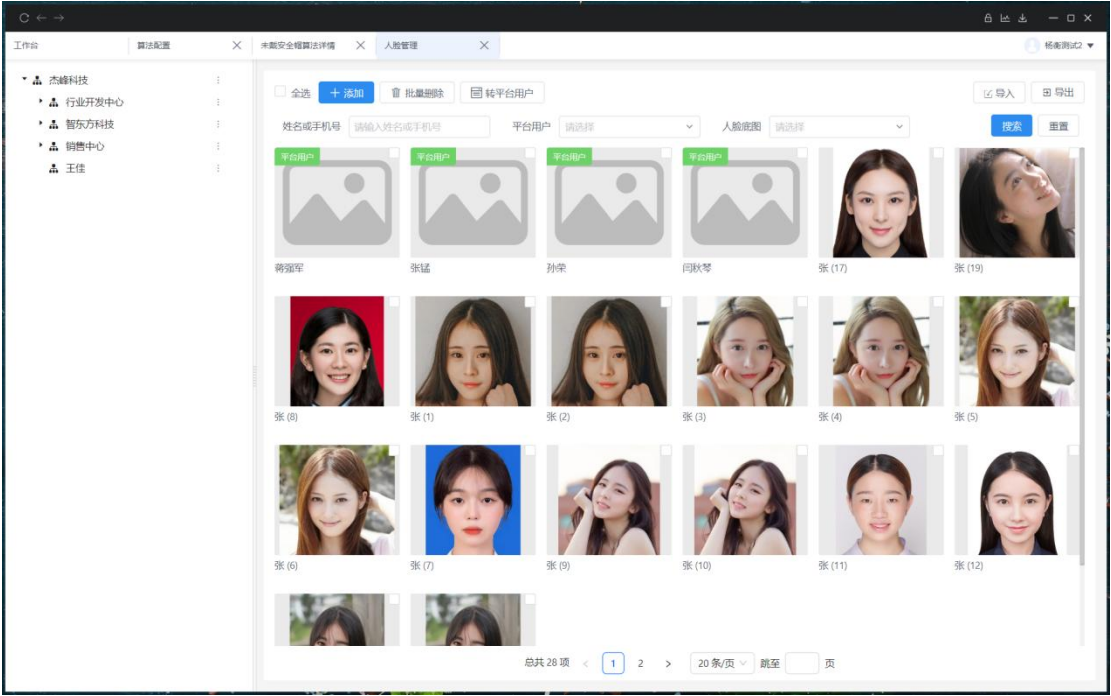 工作台 算法配置 未戴安全帽算法详情 人脸管理 杨衡测试2
杰峰科技
行业开发中心
智东方科技
销售中心
王佳
全选 添加 批量删除 转平台用户 导入 导出
姓名或手机号 请输入姓名或手机号 平台用户 请选择 人脸底图 请选择 搜索 重置
平台用户 平台用户 平台用户 平台用户
蒋强军 张猛 孙荣 闫秋琴 张 (17) 张 (19)
张 (8) 张 (1) 张 (2) 张 (3) 张 (4) 张 (5)
张 (6) 张 (7) 张 (9) 张 (10) 张 (11) 张 (12)
总共 28 项 < 1 2 > 20 条/页 跳至 页